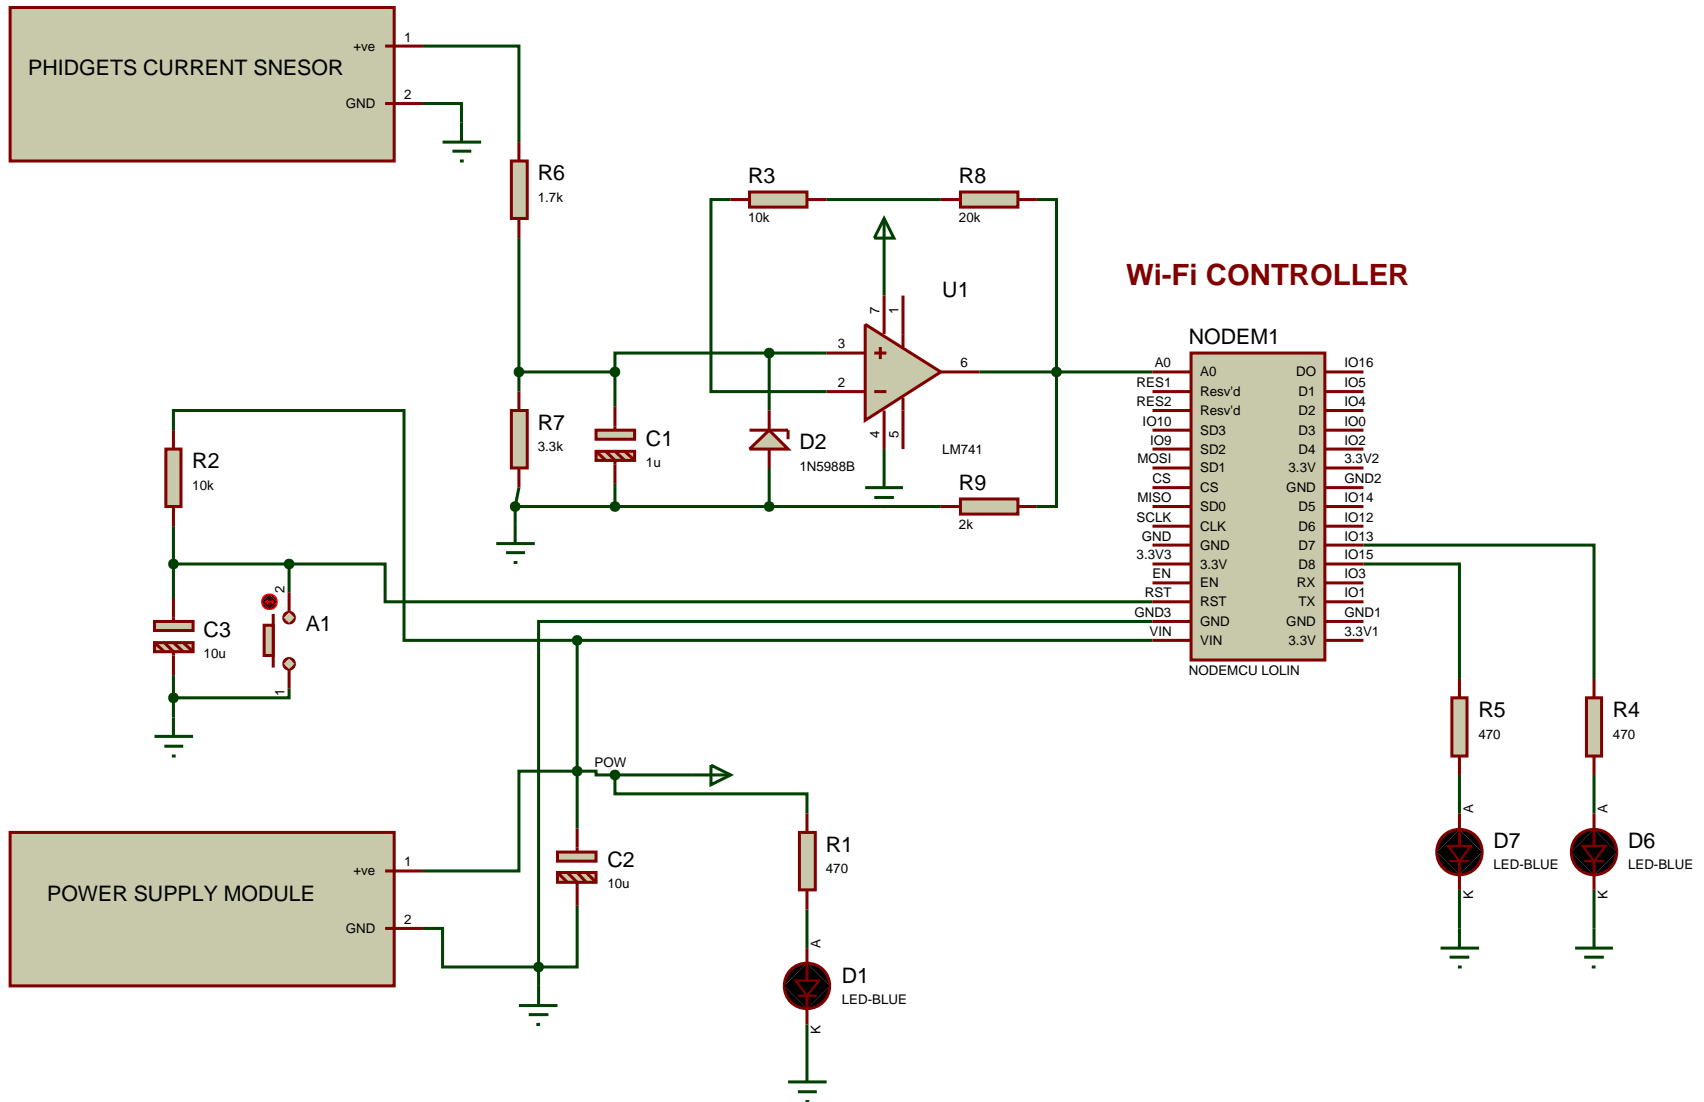 PHIDGETS CURRENT SNESOR
+ve
1
GND
2
R6
1.7k
R3
10k
R8
20k
Wi-Fi CONTROLLER
U1
7
1
3
2
6
4
5
LM741
R7
3.3k
C1
1u
D2
1N5988B
R9
2k
R2
10k
C3
10u
A1
2
1
NODEM1
A0 A0 DO IO16
RES1 Resv'd D1 IO5
RES2 Resv'd D2 IO4
IO10 SD3 D3 IO0
IO9 SD2 D4 IO2
MOSI SD1 3.3V 3.3V2
CS CS GND GND2
MISO SD0 D5 IO14
SCLK CLK D6 IO12
GND GND D7 IO13
3.3V3 3.3V D8 IO15
EN EN RX IO3
RST RST TX IO1
GND3 GND GND GND1
VIN VIN 3.3V 3.3V1
NODEMCU LOLIN
R5
470
R4
470
A
D7
LED-BLUE
K
A
D6
LED-BLUE
K
POW
POWER SUPPLY MODULE
+ve
1
GND
2
C2
10u
R1
470
A
D1
LED-BLUE
K